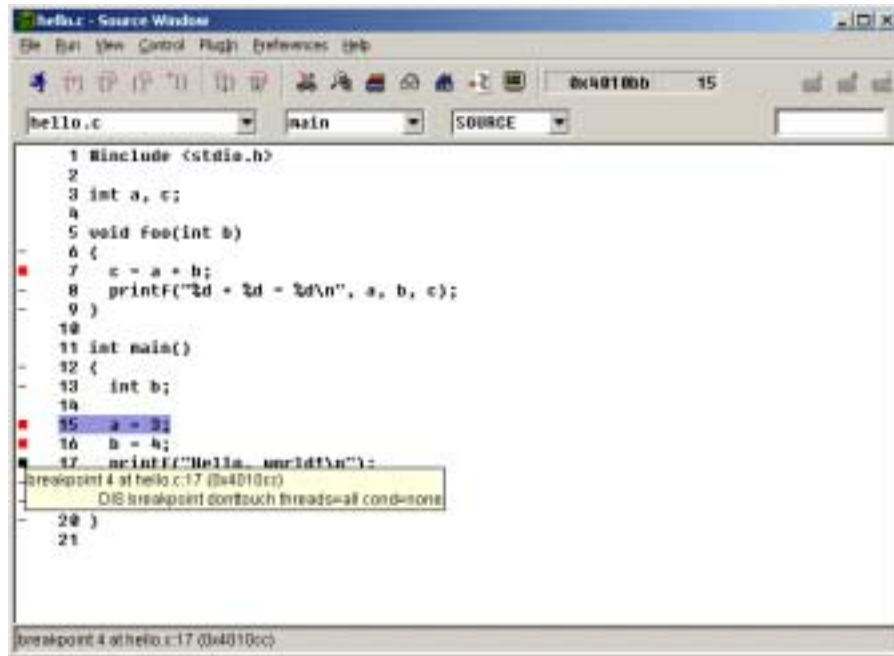 hello.c - Source Window
File Run View Control PlugIn Preferences Help
0x4010bb 15
hello.c main SOURCE
1 #include <stdio.h>
2
3 int a, c;
4
5 void foo(int b)
6 {
7 c = a + b;
8 printf("%d + %d = %d\n", a, b, c);
9 }
10
11 int main()
12 {
13 int b;
14
15 a = 3;
16 b = 4;
17 printf("Hello, world!\n");
breakpoint 4 at hello.c:17 (0x4010cc)
DIS breakpoint donttouch threads=all cond=none
20 }
21
breakpoint 4 at hello.c:17 (0x4010cc)